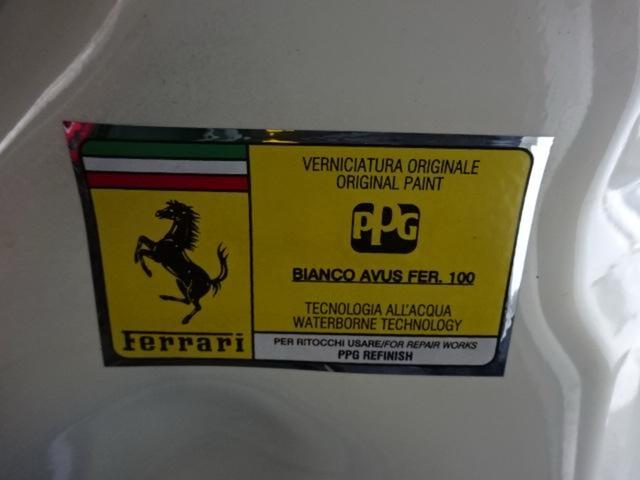 VERNICIATURA ORIGINALE
ORIGINAL PAINT
PPG
BIANCO AVUS FER. 100
TECNOLOGIA ALL'ACQUA
WATERBORNE TECHNOLOGY
Ferrari
PER RITOCCHI USARE/FOR REPAIR WORKS
PPG REFINISH